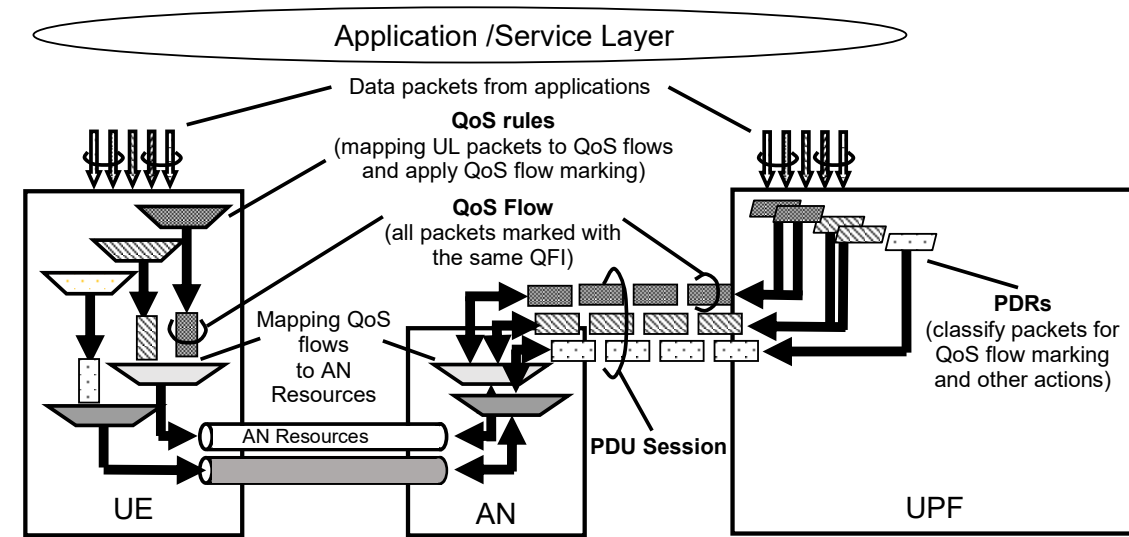 Application /Service Layer
Data packets from applications
QoS rules
(mapping UL packets to QoS flows
and apply QoS flow marking)
QoS Flow
(all packets marked with
the same QFI)
Mapping QoS
flows
to AN
Resources
PDRs
(classify packets for
QoS flow marking
and other actions)
AN Resources
PDU Session
UE
AN
UPF